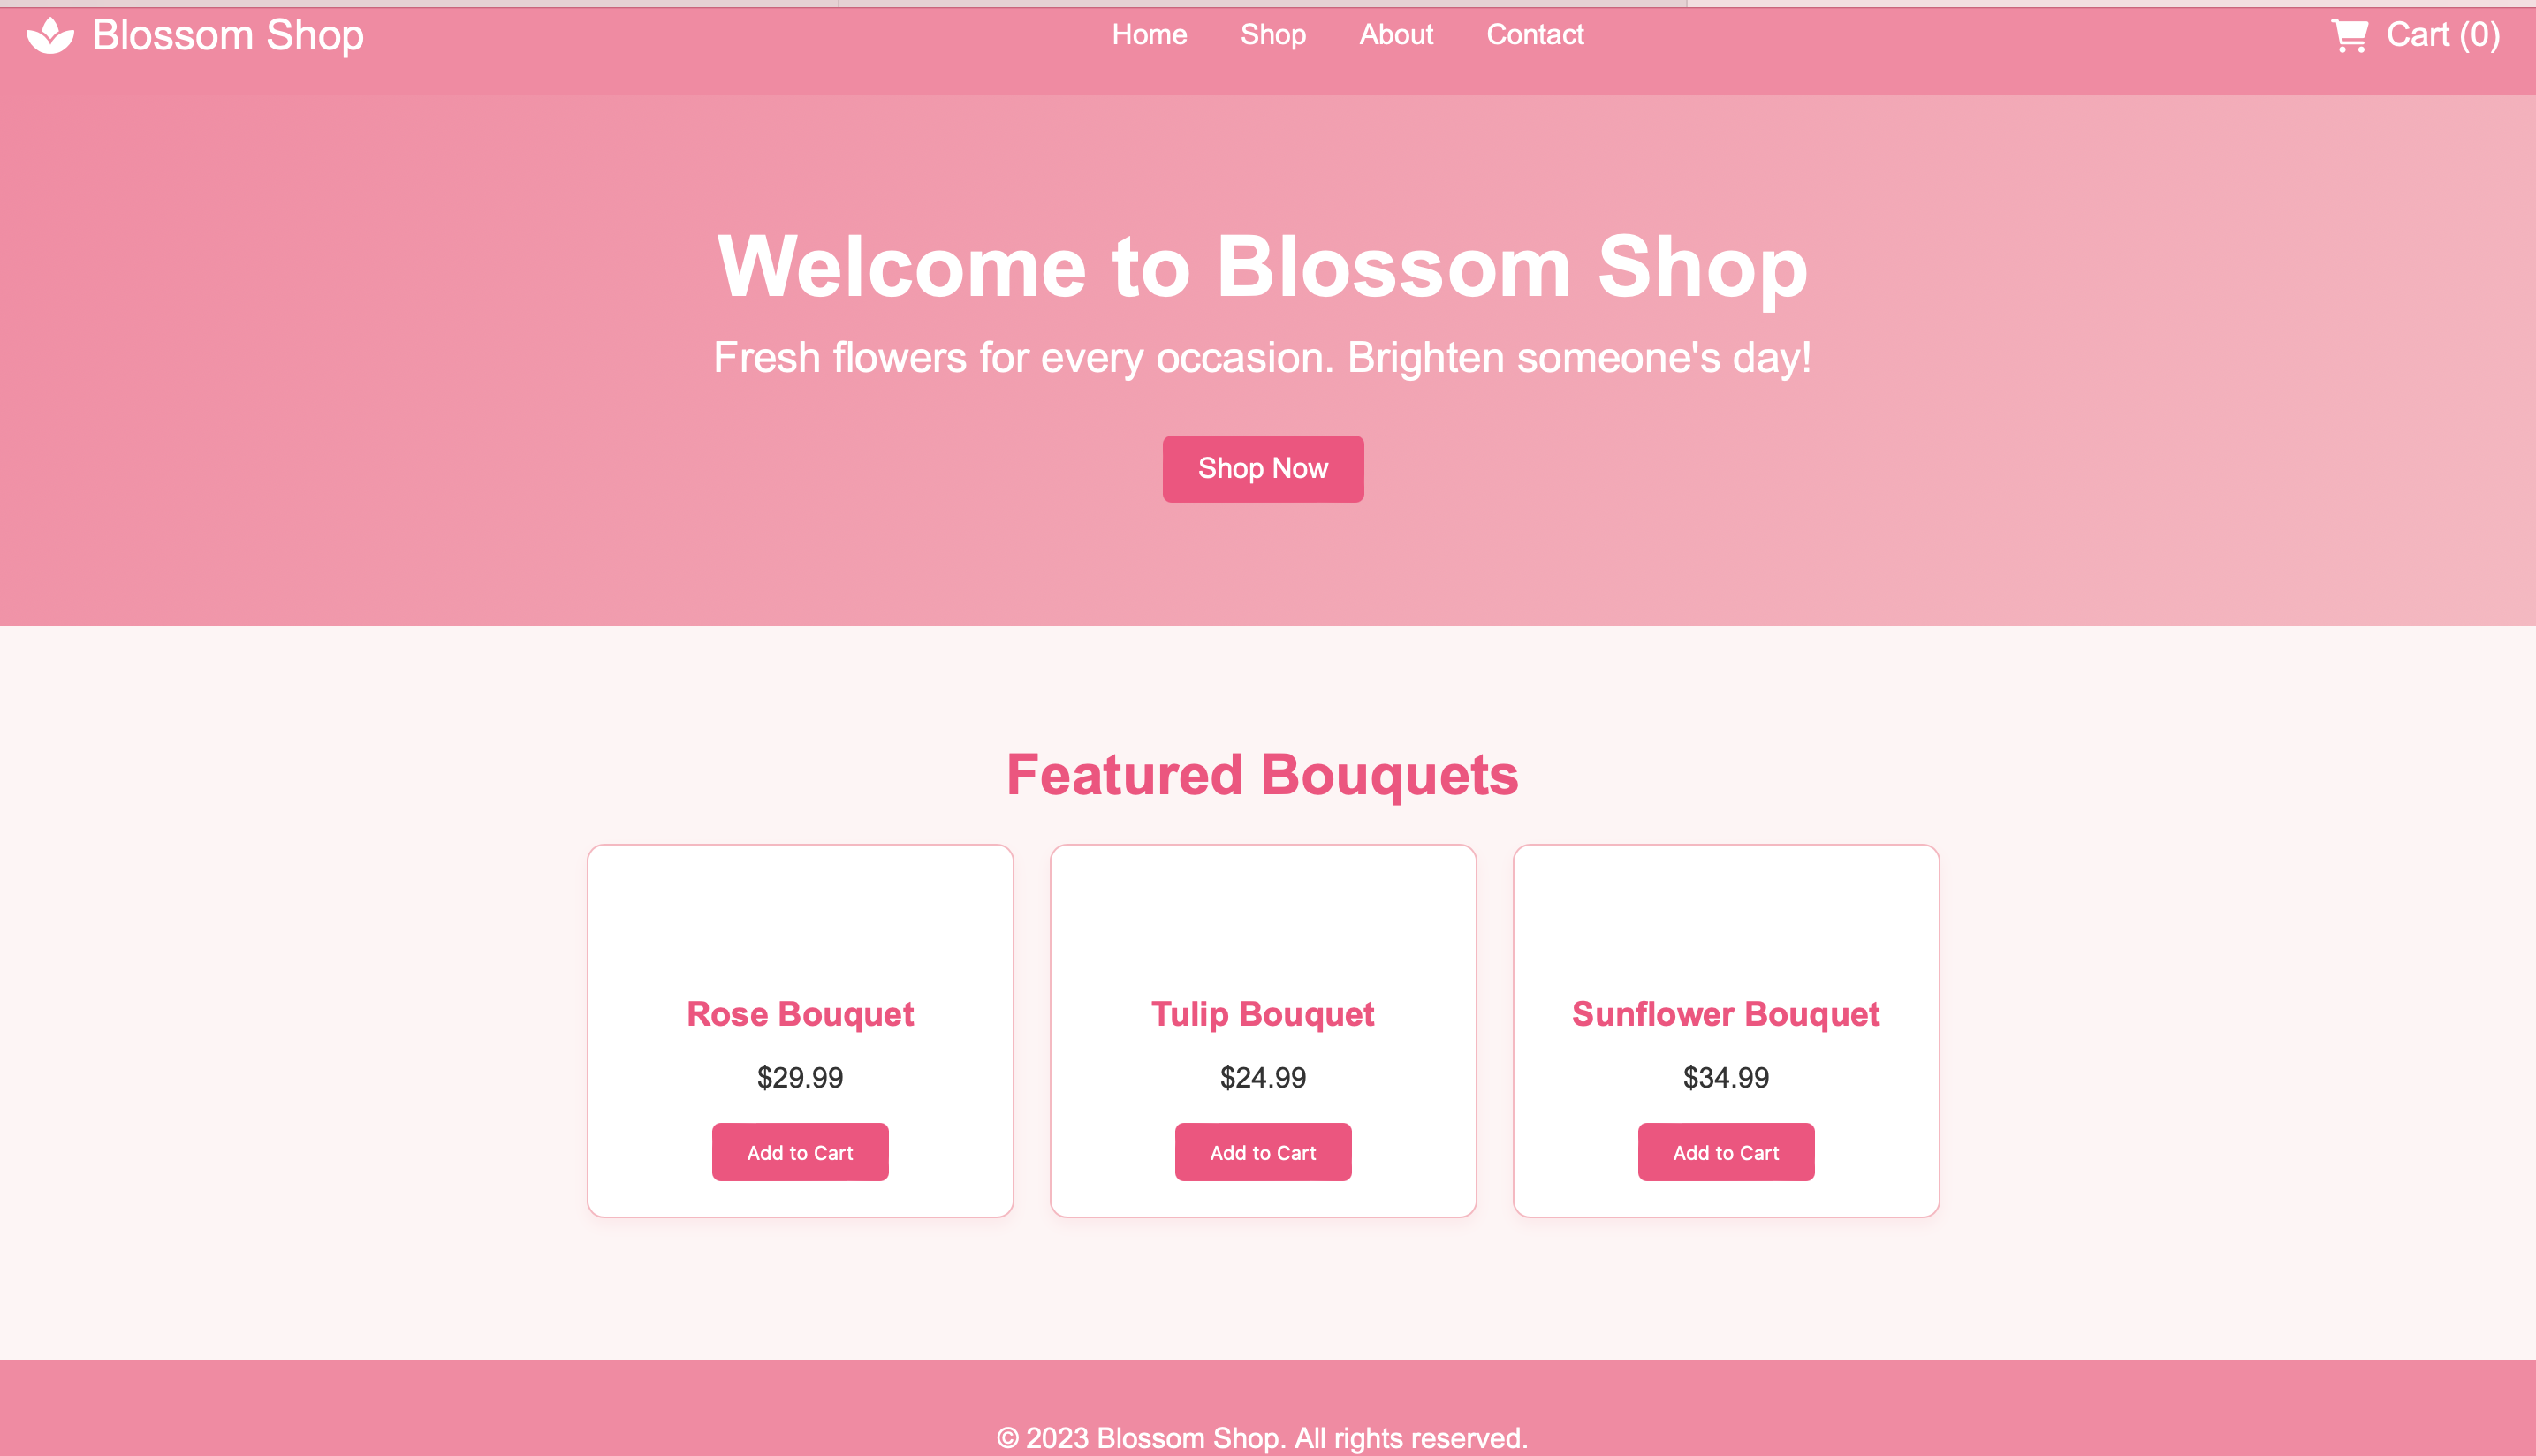 Blossom Shop
Home Shop About Contact
Cart (0)
Welcome to Blossom Shop
Fresh flowers for every occasion. Brighten someone's day!
Shop Now
Featured Bouquets
Rose Bouquet
$29.99
Add to Cart
Tulip Bouquet
$24.99
Add to Cart
Sunflower Bouquet
$34.99
Add to Cart
© 2023 Blossom Shop. All rights reserved.